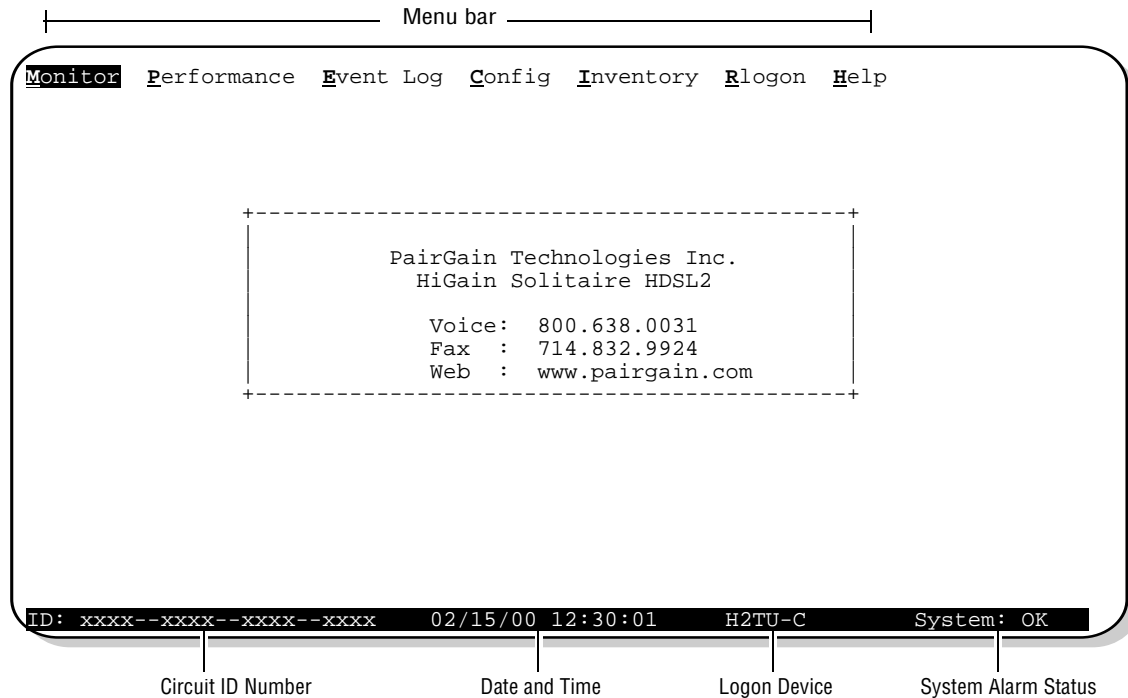 Menu bar
Monitor Performance Event Log Config Inventory Rlogon Help
PairGain Technologies Inc.
HiGain Solitaire HDSL2
Voice: 800.638.0031
Fax : 714.832.9924
Web : www.pairgain.com
ID: xxxx--xxxx--xxxx--xxxx 02/15/00 12:30:01 H2TU-C System: OK
Circuit ID Number Date and Time Logon Device System Alarm Status